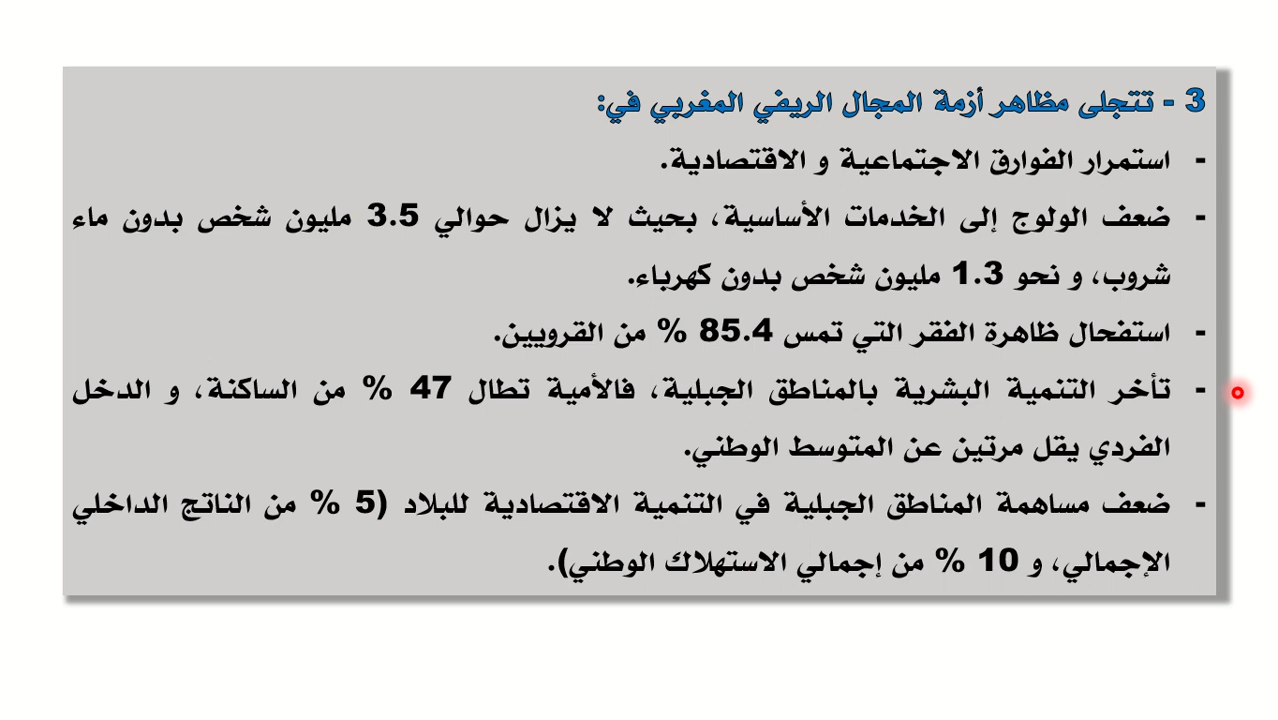 3 - تتجلى مظاهر أزمة المجال الريفي المغربي في:
- استمرار الفوارق الاجتماعية و الاقتصادية.
- ضعف الولوج إلى الخدمات الأساسية، بحيث لا يزال حوالي 3.5 مليون شخص بدون ماء
شروب، و نحو 1.3 مليون شخص بدون كهرباء.
- استفحال ظاهرة الفقر التي تمس 85.4 % من القرويين.
- تأخر التنمية البشرية بالمناطق الجبلية، فالأمية تطال 47 % من الساكنة، و الدخل
الفردي يقل مرتين عن المتوسط الوطني.
- ضعف مساهمة المناطق الجبلية في التنمية الاقتصادية للبلاد (5 % من الناتج الداخلي
الإجمالي، و 10 % من إجمالي الاستهلاك الوطني).